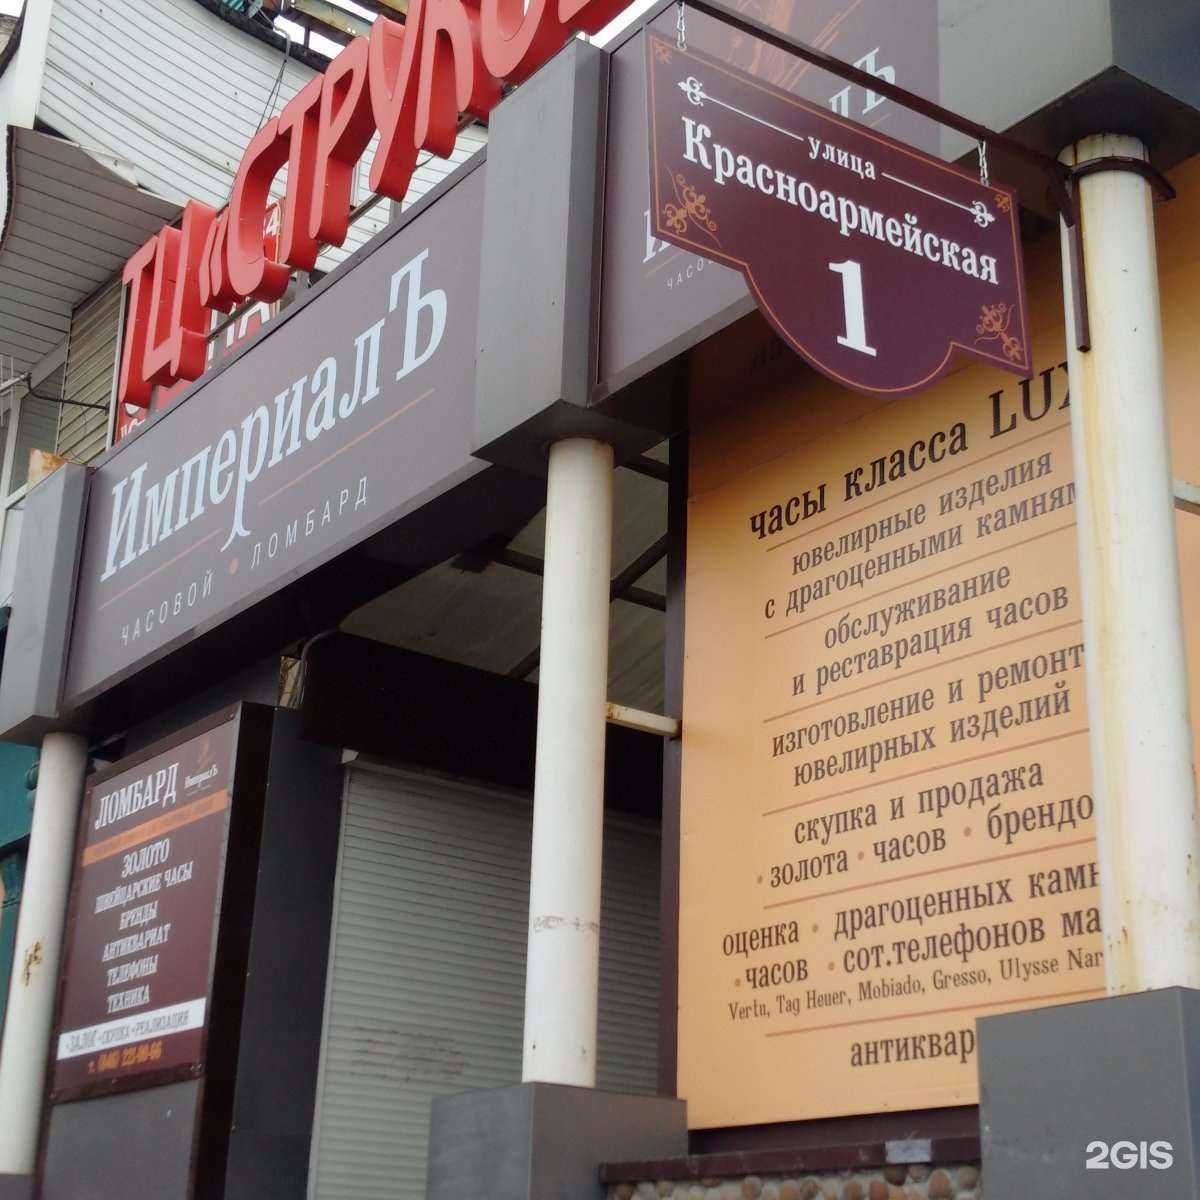 ТЦ «СТРУКО
ИмпериалЪ
ЧАСОВОЙ • ЛОМБАРД
улица
Красноармейская
1
часы класса LUX
ювелирные изделия
с драгоценными камням
обслуживание
и реставрация часов
изготовление и ремонт
ювелирных изделий
скупка и продажа
• золота • часов • брендо
оценка • драгоценных камн
• часов • сот.телефонов ма
Vertu, Tag Heuer, Mobiado, Gresso, Ulysse Nar
антиквар
ЛОМБАРД
ИмпериалЪ
ЗОЛОТО
ШВЕЙЦАРСКИЕ ЧАСЫ
БРЕНДЫ
АНТИКВАРИАТ
ТЕЛЕФОНЫ
ТЕХНИКА
• ЗАЛОГ • СКУПКА • РЕАЛИЗАЦИЯ
2GIS